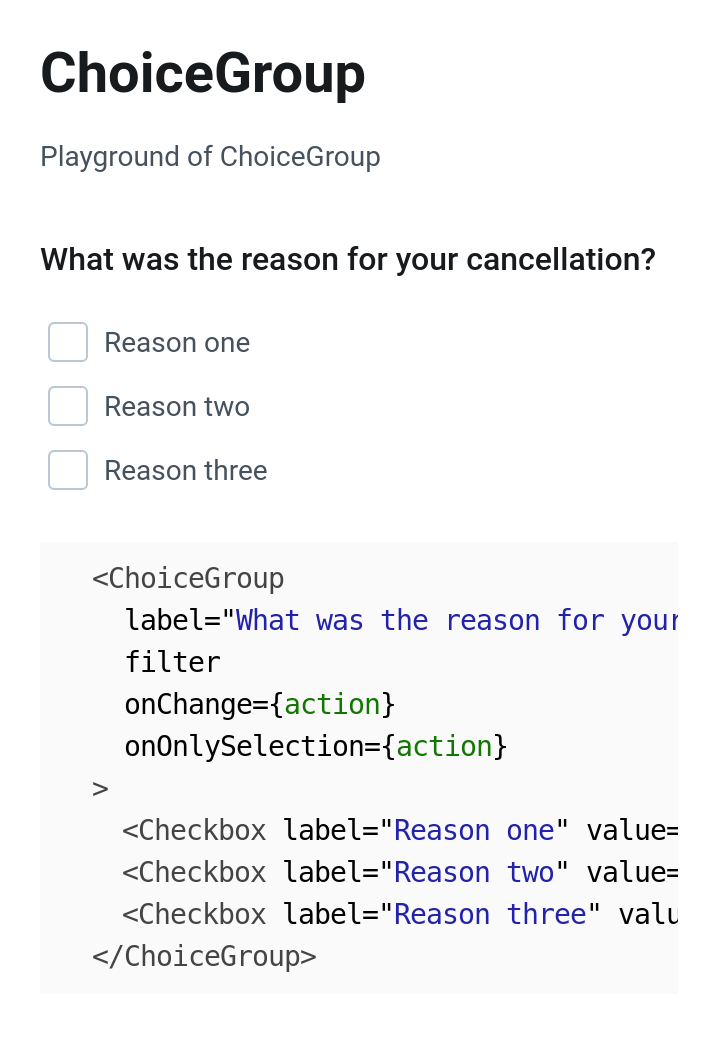 ChoiceGroup
Playground of ChoiceGroup
What was the reason for your cancellation?
Reason one
Reason two
Reason three
<ChoiceGroup
label="What was the reason for your
filter
onChange={action}
onOnlySelection={action}
>
<Checkbox label="Reason one" value=
<Checkbox label="Reason two" value=
<Checkbox label="Reason three" valu
</ChoiceGroup>